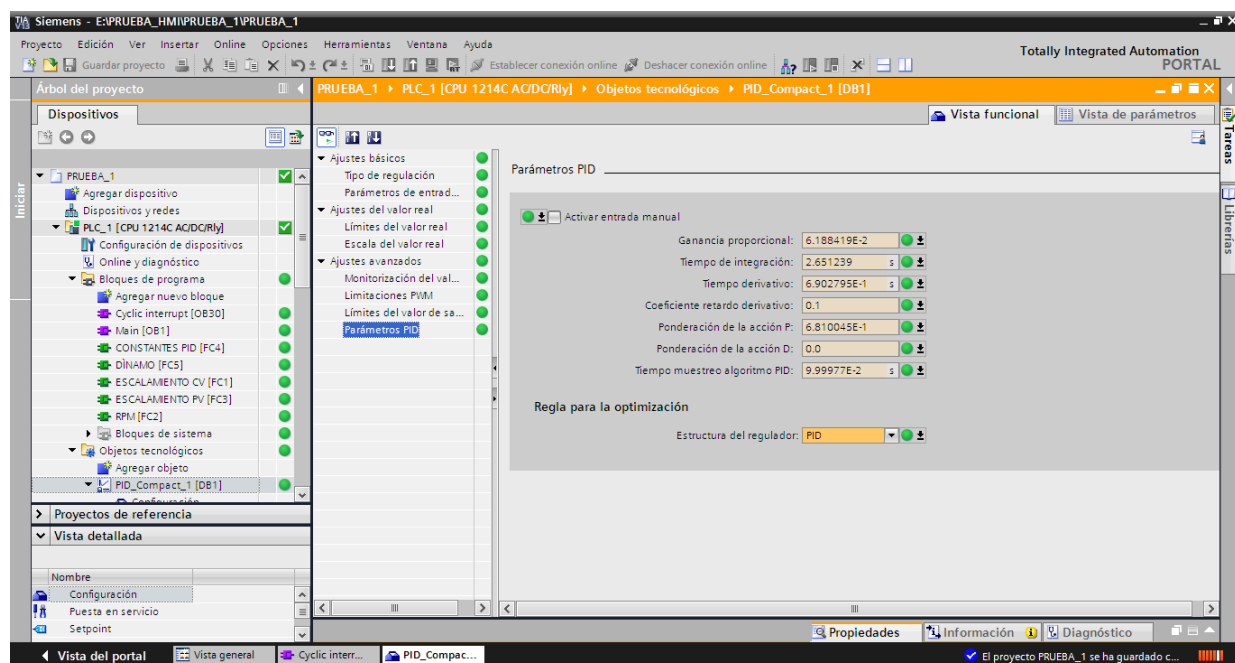 Siemens - E:\PRUEBA_HMI\PRUEBA_1\PRUEBA_1
Proyecto Edición Ver Insertar Online Opciones Herramientas Ventana Ayuda
Guardar proyecto
Establecer conexión online
Deshacer conexión online
Totally Integrated Automation
PORTAL
Árbol del proyecto
PRUEBA_1 PLC_1 [CPU 1214C AC/DC/Rly] Objetos tecnológicos PID_Compact_1 [DB1]
Dispositivos
Vista funcional
Vista de parámetros
Iniciar
PRUEBA_1
Agregar dispositivo
Dispositivos y redes
PLC_1 [CPU 1214C AC/DC/Rly]
Configuración de dispositivos
Online y diagnóstico
Bloques de programa
Agregar nuevo bloque
Cyclic interrupt [OB30]
Main [OB1]
CONSTANTES PID [FC4]
DÌNAMO [FC5]
ESCALAMIENTO CV [FC1]
ESCALAMIENTO PV [FC3]
RPM [FC2]
Bloques de sistema
Objetos tecnológicos
Agregar objeto
PID_Compact_1 [DB1]
Configuración
Proyectos de referencia
Vista detallada
Nombre
Configuración
Puesta en servicio
Setpoint
Ajustes básicos
Tipo de regulación
Parámetros de entrad...
Ajustes del valor real
Límites del valor real
Escala del valor real
Ajustes avanzados
Monitorización del val...
Limitaciones PWM
Límites del valor de sa...
Parámetros PID
Parámetros PID
Activar entrada manual
Ganancia proporcional: 6.188419E-2
Tiempo de integración: 2.651239 s
Tiempo derivativo: 6.902795E-1 s
Coeficiente retardo derivativo: 0.1
Ponderación de la acción P: 6.810045E-1
Ponderación de la acción D: 0.0
Tiempo muestreo algoritmo PID: 9.99977E-2 s
Regla para la optimización
Estructura del regulador: PID
Tareas
Librerías
Propiedades
Información
Diagnóstico
Vista del portal
Vista general
Cyclic interr...
PID_Compac...
El proyecto PRUEBA_1 se ha guardado c...